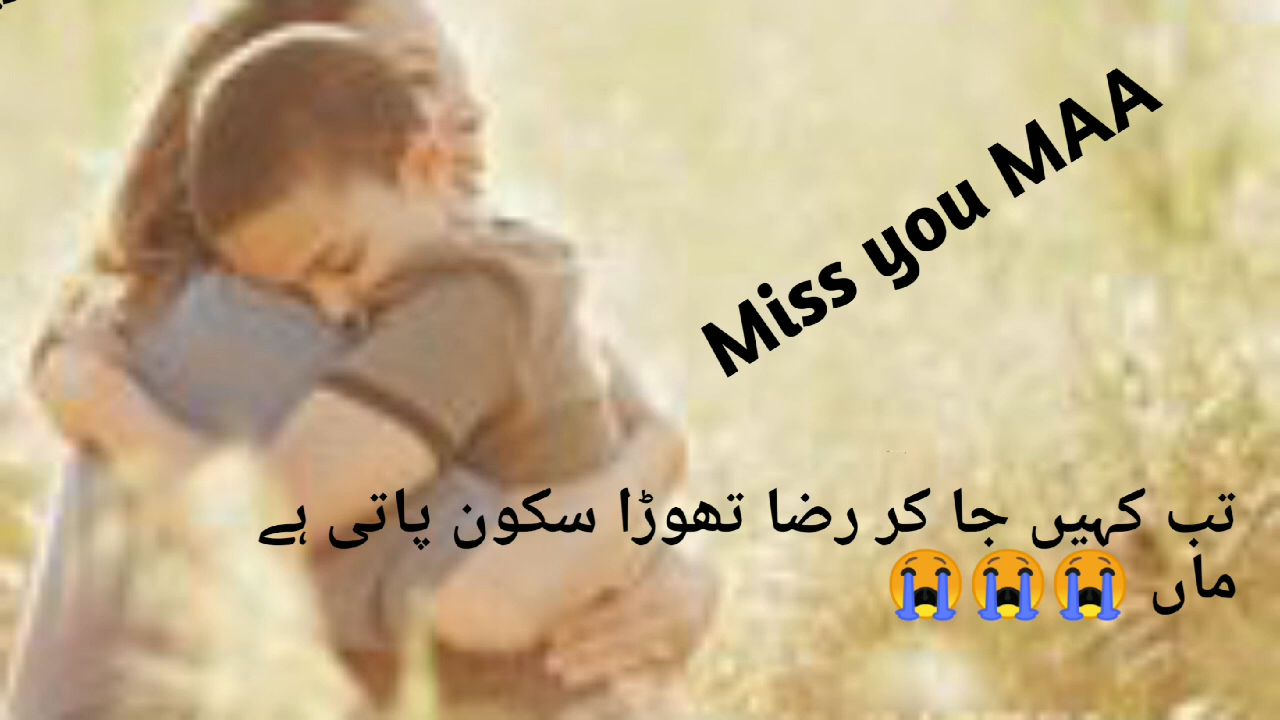 Miss you MAA
تب کہیں جا کر رضا تھوڑا سکون پاتی ہے
ماں 😭😭😭